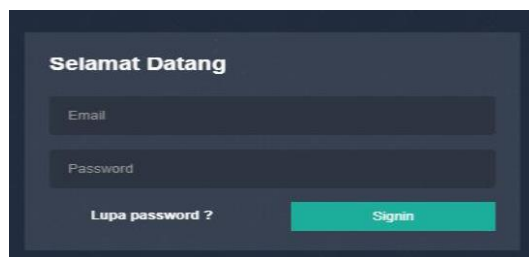 Selamat Datang
Email
Password
Lupa password ?
Signin